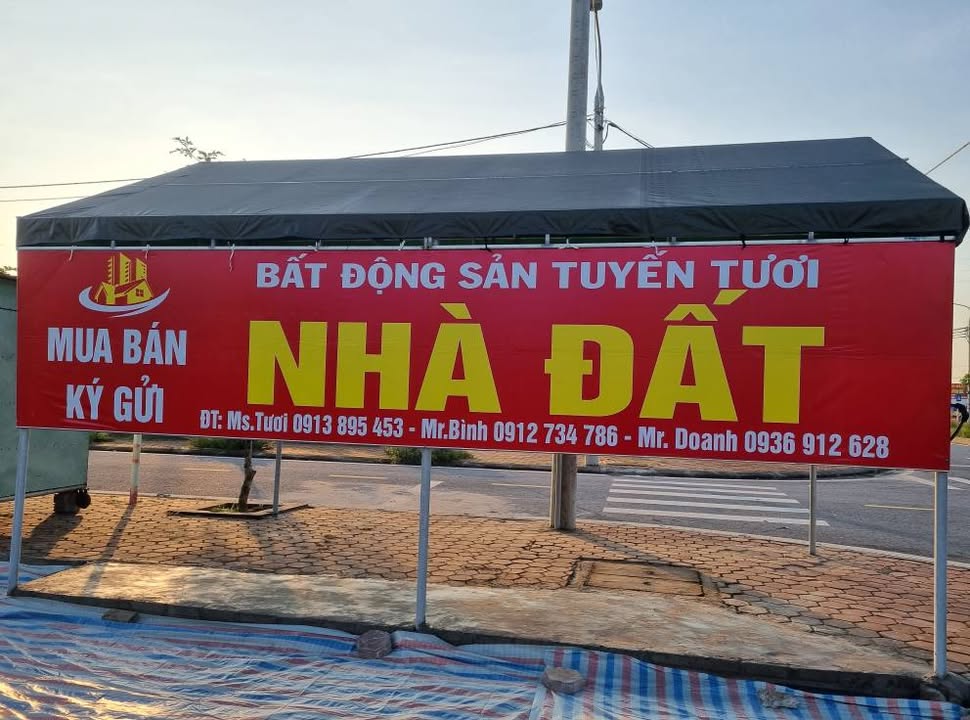 BẤT ĐỘNG SẢN TUYẾN TƯƠI
MUA BÁN
KÝ GỬI
NHÀ ĐẤT
ĐT: Ms.Tươi 0913 895 453 - Mr.Bình 0912 734 786 - Mr. Doanh 0936 912 628